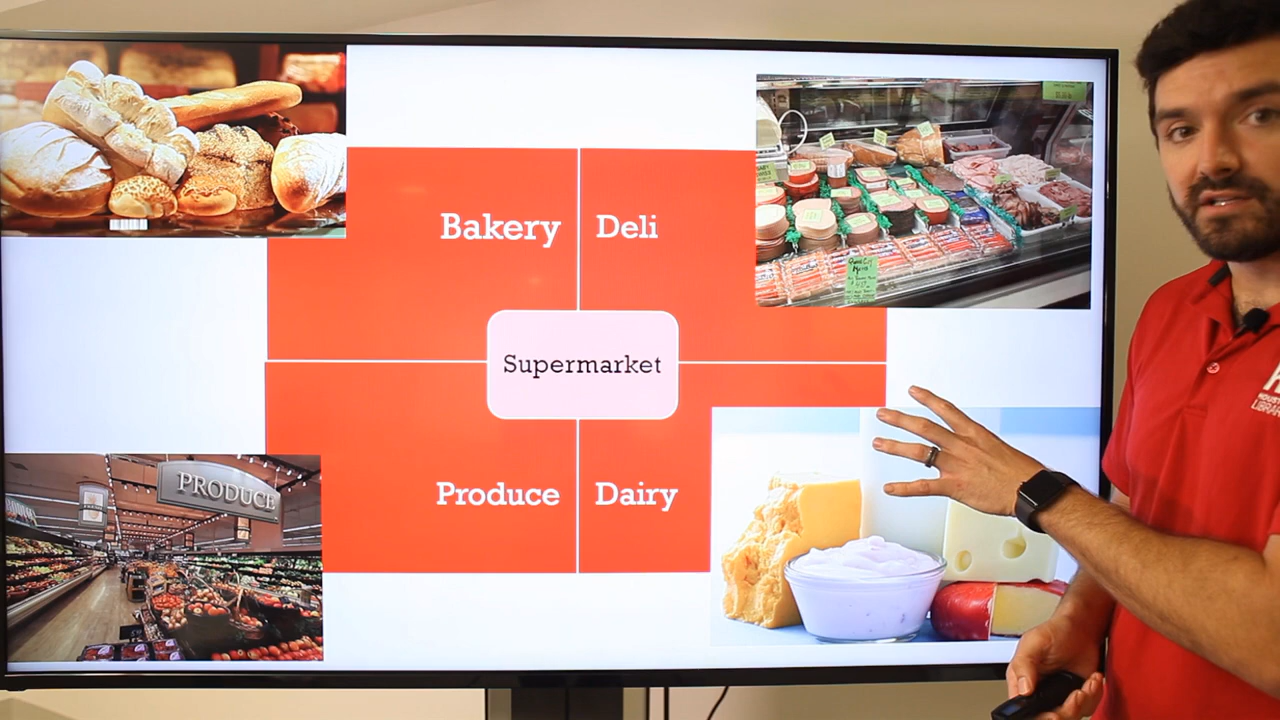 Bakery
Deli
Supermarket
PRODUCE
Produce
Dairy